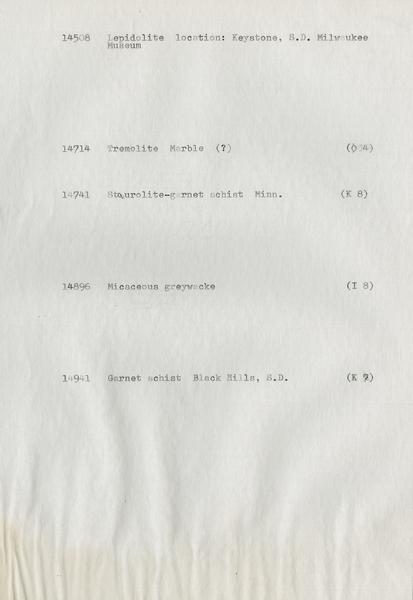 14508 Lepidolite location: Keystone, S.D. Milwaukee
Museum
14714 Tremolite Marble (?)
14741 Staurolite-garnet schist Minn. (K 8)
14896 Micaceous greywacke (I 8)
14941 Garnet schist Black Hills, S.D. (K ?)